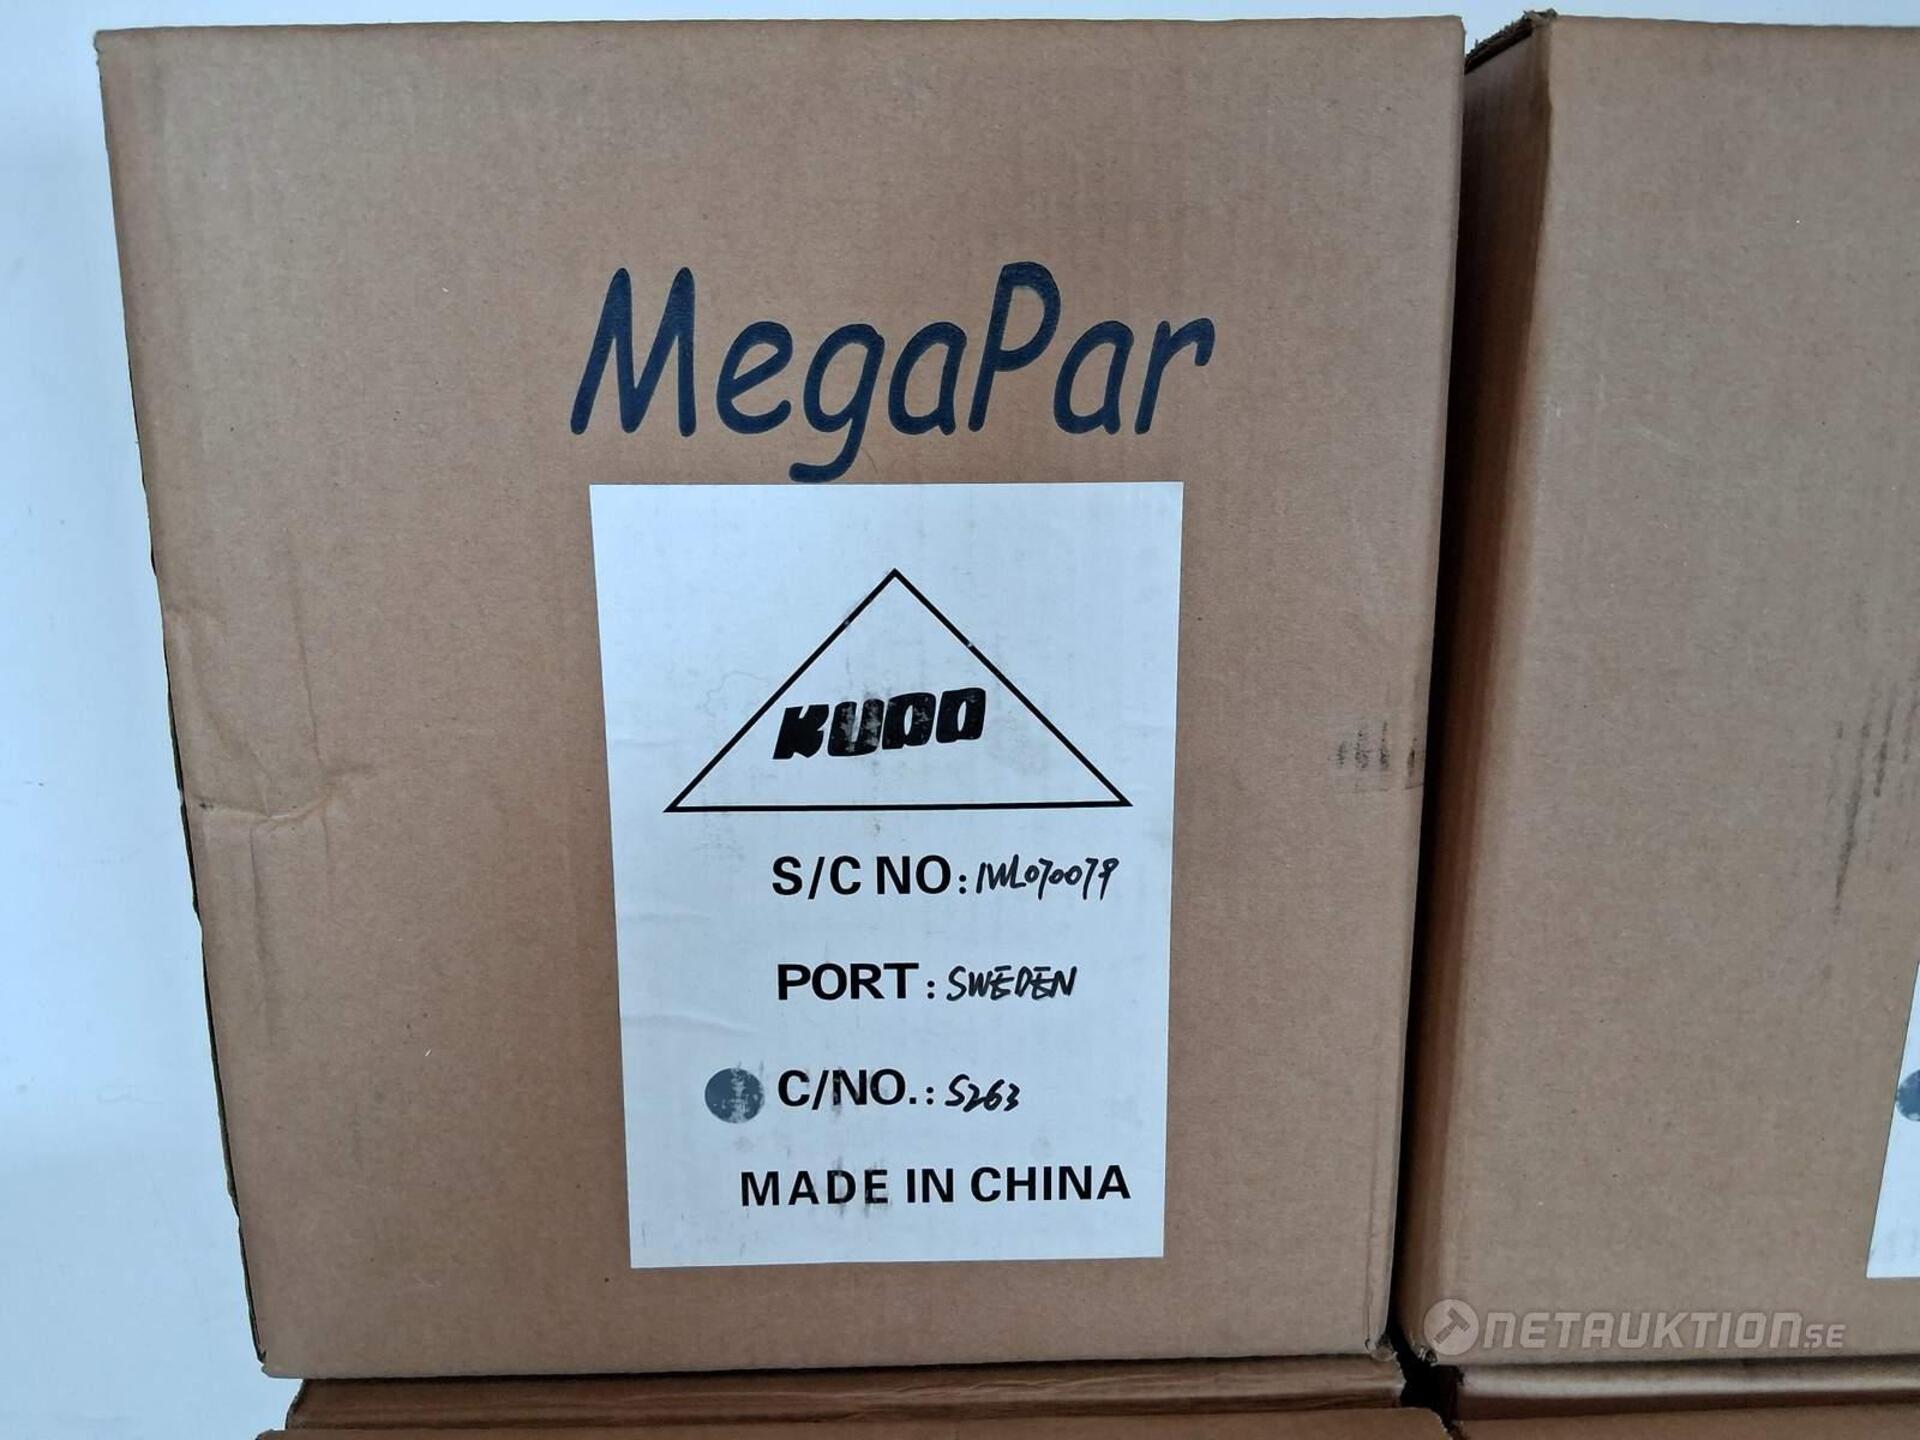 MegaPar
KUDO
S/C NO: IWL070079
PORT: SWEDEN
C/NO.: S263
MADE IN CHINA
NETAUKTION.SE